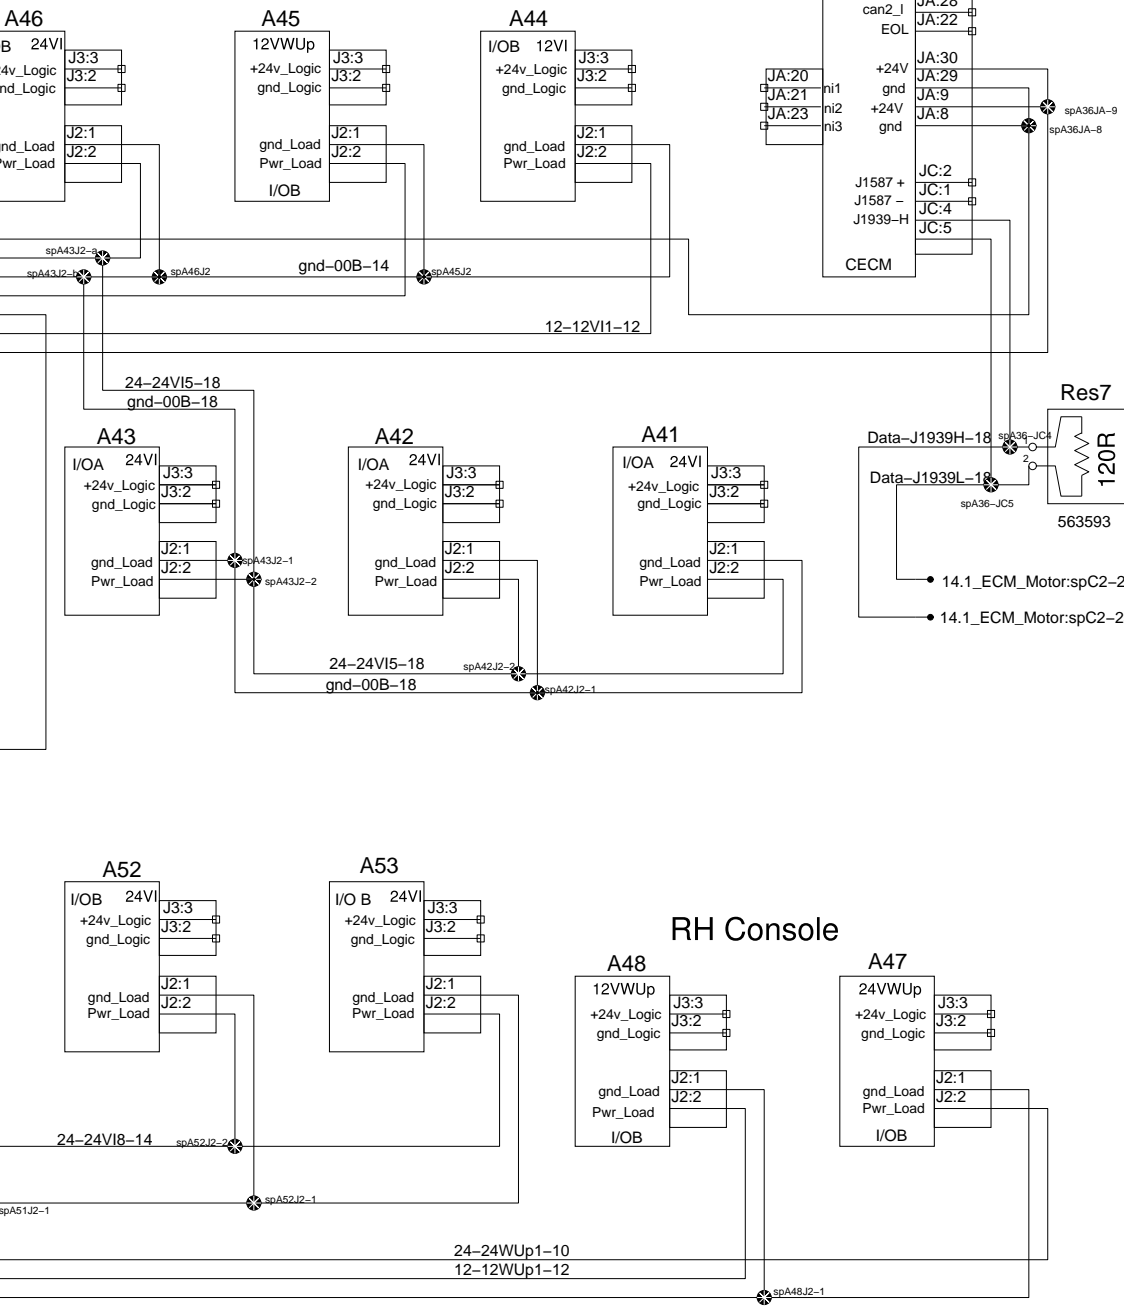 A46
A45
A44
can2_l
JA:28
JA:22
EOL
B 24VI
J3:3
4v_Logic
J3:2
nd_Logic
J2:1
nd_Load
J2:2
Pwr_Load
12VWUp
J3:3
+24v_Logic
J3:2
gnd_Logic
J2:1
gnd_Load
J2:2
Pwr_Load
I/OB
I/OB 12VI
J3:3
+24v_Logic
J3:2
gnd_Logic
J2:1
gnd_Load
J2:2
Pwr_Load
JA:20
ni1
JA:21
ni2
JA:23
ni3
JA:30
+24V
JA:29
gnd
JA:9
+24V
JA:8
gnd
spA36JA–9
spA36JA–8
JC:2
J1587 +
JC:1
J1587 –
JC:4
J1939–H
JC:5
CECM
spA43J2–a
spA43J2–b
spA46J2
gnd–00B–14
spA45J2
12–12VI1–12
24–24VI5–18
gnd–00B–18
Res7
A43
A42
A41
Data–J1939H–18
spA36–JC4
1
2
120R
Data–J1939L–18
spA36–JC5
563593
I/OA 24VI
J3:3
+24v_Logic
J3:2
gnd_Logic
J2:1
gnd_Load
J2:2
Pwr_Load
spA43J2–1
spA43J2–2
I/OA 24VI
J3:3
+24v_Logic
J3:2
gnd_Logic
J2:1
gnd_Load
J2:2
Pwr_Load
I/OA 24VI
J3:3
+24v_Logic
J3:2
gnd_Logic
J2:1
gnd_Load
J2:2
Pwr_Load
14.1_ECM_Motor:spC2–2
14.1_ECM_Motor:spC2–2
24–24VI5–18
spA42J2–2
gnd–00B–18
spA42J2–1
A52
A53
I/OB 24VI
J3:3
+24v_Logic
J3:2
gnd_Logic
J2:1
gnd_Load
J2:2
Pwr_Load
I/O B 24VI
J3:3
+24v_Logic
J3:2
gnd_Logic
J2:1
gnd_Load
J2:2
Pwr_Load
RH Console
A48
A47
12VWUp
J3:3
+24v_Logic
J3:2
gnd_Logic
J2:1
gnd_Load
J2:2
Pwr_Load
I/OB
24VWUp
J3:3
+24v_Logic
J3:2
gnd_Logic
J2:1
gnd_Load
J2:2
Pwr_Load
I/OB
24–24VI8–14
spA52J2–2
spA52J2–1
spA51J2–1
24–24WUp1–10
12–12WUp1–12
spA48J2–1